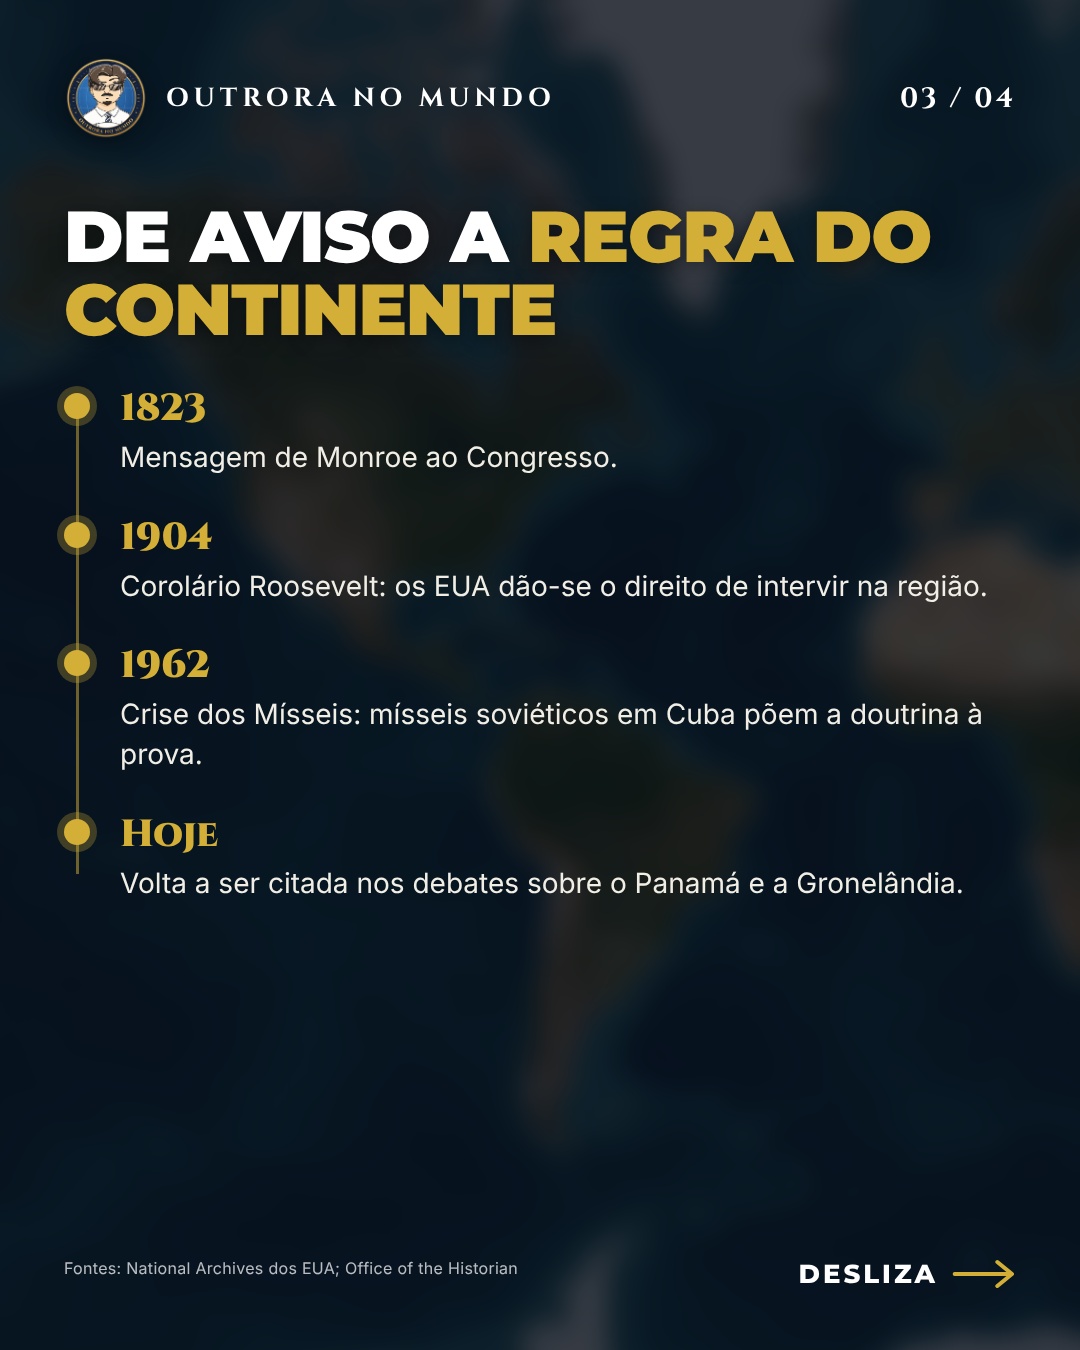 OUTRORA NO MUNDO
03 / 04
DE AVISO A REGRA DO
CONTINENTE
1823
Mensagem de Monroe ao Congresso.
1904
Corolário Roosevelt: os EUA dão-se o direito de intervir na região.
1962
Crise dos Mísseis: mísseis soviéticos em Cuba põem a doutrina à
prova.
Hoje
Volta a ser citada nos debates sobre o Panamá e a Gronelândia.
Fontes: National Archives dos EUA; Office of the Historian
DESLIZA